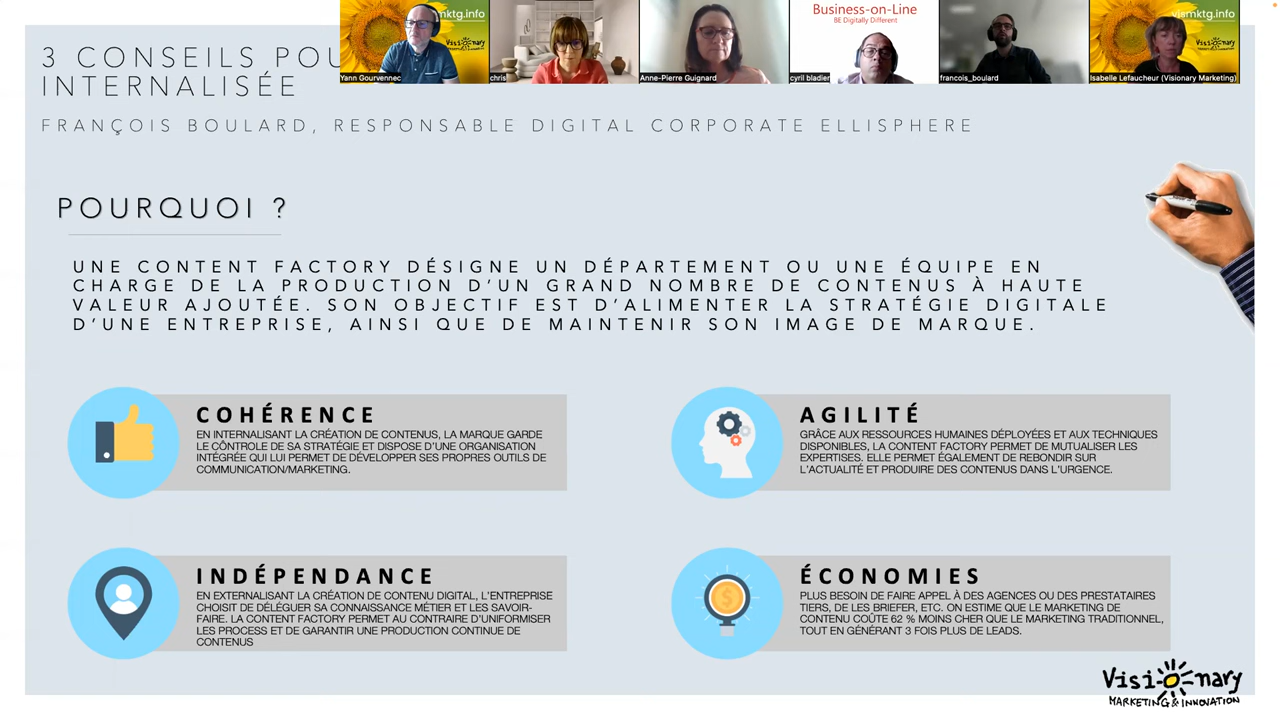 vismktg.info
Business-on-Line
BE Digitally Different
vismktg.info
Visionary
Yann Gourvennec
chris
Anne-Pierre Guignard
cyril bladier
francois_boulard
Isabelle Lefaucheur (Visionary Marketing)
3 CONSEILS POU
INTERNALISÉE
FRANÇOIS BOULARD, RESPONSABLE DIGITAL CORPORATE ELLISPHERE
POURQUOI ?
UNE CONTENT FACTORY DÉSIGNE UN DÉPARTEMENT OU UNE ÉQUIPE EN
CHARGE DE LA PRODUCTION D'UN GRAND NOMBRE DE CONTENUS À HAUTE
VALEUR AJOUTÉE. SON OBJECTIF EST D'ALIMENTER LA STRATÉGIE DIGITALE
D'UNE ENTREPRISE, AINSI QUE DE MAINTENIR SON IMAGE DE MARQUE.
COHÉRENCE
EN INTERNALISANT LA CRÉATION DE CONTENUS, LA MARQUE GARDE
LE CÔNTROLE DE SA STRATÉGIE ET DISPOSE D'UNE ORGANISATION
INTÉGRÉE QUI LUI PERMET DE DÉVELOPPER SES PROPRES OUTILS DE
COMMUNICATION/MARKETING.
AGILITÉ
GRÂCE AUX RESSOURCES HUMAINES DÉPLOYÉES ET AUX TECHNIQUES
DISPONIBLES, LA CONTENT FACTORY PERMET DE MUTUALISER LES
EXPERTISES. ELLE PERMET ÉGALEMENT DE REBONDIR SUR
L'ACTUALITÉ ET PRODUIRE DES CONTENUS DANS L'URGENCE.
INDÉPENDANCE
EN EXTERNALISANT LA CRÉATION DE CONTENU DIGITAL, L'ENTREPRISE
CHOISIT DE DÉLÉGUER SA CONNAISSANCE MÉTIER ET LES SAVOIR-
FAIRE. LA CONTENT FACTORY PERMET AU CONTRAIRE D'UNIFORMISER
LES PROCESS ET DE GARANTIR UNE PRODUCTION CONTINUE DE
CONTENUS
ÉCONOMIES
PLUS BESOIN DE FAIRE APPEL À DES AGENCES OU DES PRESTATAIRES
TIERS, DE LES BRIEFER, ETC. ON ESTIME QUE LE MARKETING DE
CONTENU COÛTE 62 % MOINS CHER QUE LE MARKETING TRADITIONNEL,
TOUT EN GÉNÉRANT 3 FOIS PLUS DE LEADS.
Visionary
MARKETING & INNOVATION